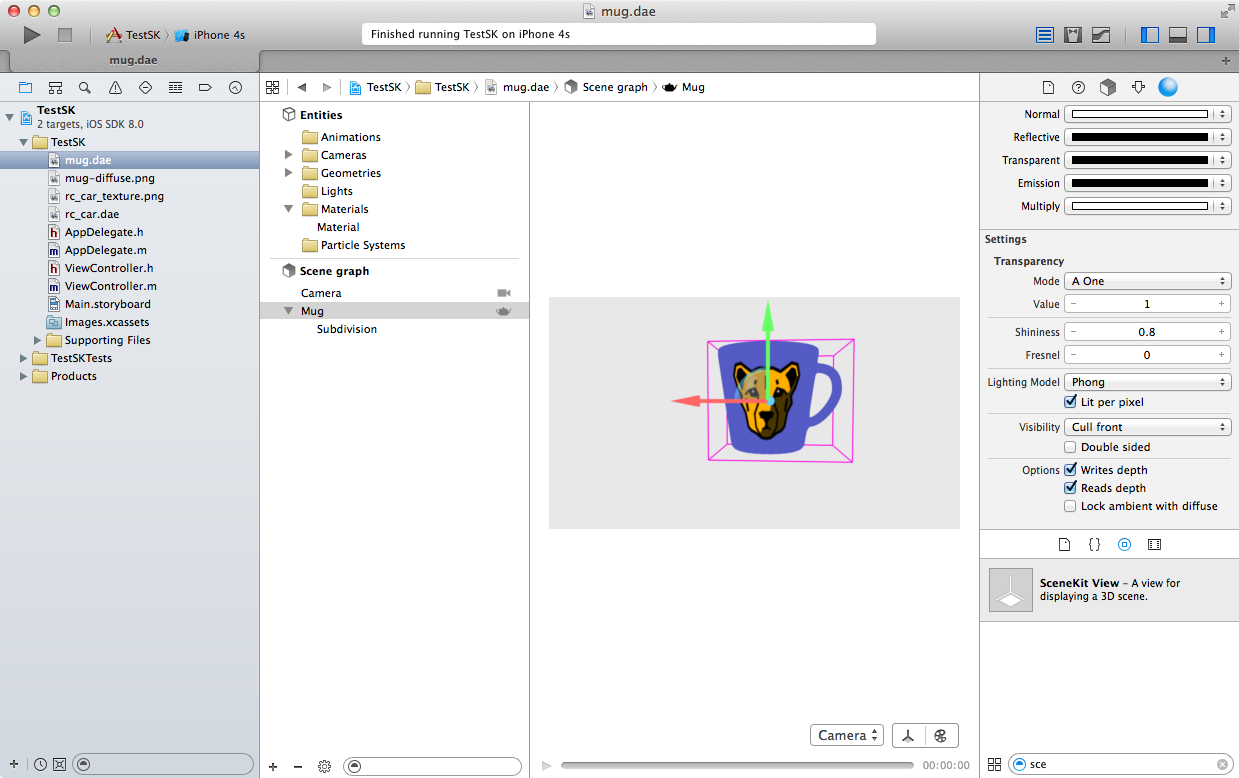 mug.dae
TestSK
iPhone 4s
Finished running TestSK on iPhone 4s
mug.dae
TestSK
2 targets, iOS SDK 8.0
TestSK
mug.dae
mug-diffuse.png
rc_car_texture.png
rc_car.dae
AppDelegate.h
AppDelegate.m
ViewController.h
ViewController.m
Main.storyboard
Images.xcassets
Supporting Files
TestSKTests
Products
TestSK
TestSK
mug.dae
Scene graph
Mug
Entities
Animations
Cameras
Geometries
Lights
Materials
Material
Particle Systems
Scene graph
Camera
Mug
Subdivision
Camera
00:00:00
Normal
Reflective
Transparent
Emission
Multiply
Settings
Transparency
Mode A One
Value 1
Shininess 0.8
Fresnel 0
Lighting Model Phong
Lit per pixel
Visibility Cull front
Double sided
Options Writes depth
Reads depth
Lock ambient with diffuse
SceneKit View - A view for
displaying a 3D scene.
sce